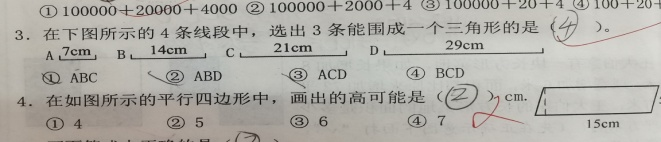 ① 100000+20000+4000 ② 100000+2000+4 ③ 100000+20+4 ④ 100+20+
3. 在下图所示的 4 条线段中，选出 3 条能围成一个三角形的是（④）。
A 7cm B 14cm C 21cm D 29cm
① ABC ② ABD ③ ACD ④ BCD
4. 在如图所示的平行四边形中，画出的高可能是（②）cm.
① 4 ② 5 ③ 6 ④ 7 15cm